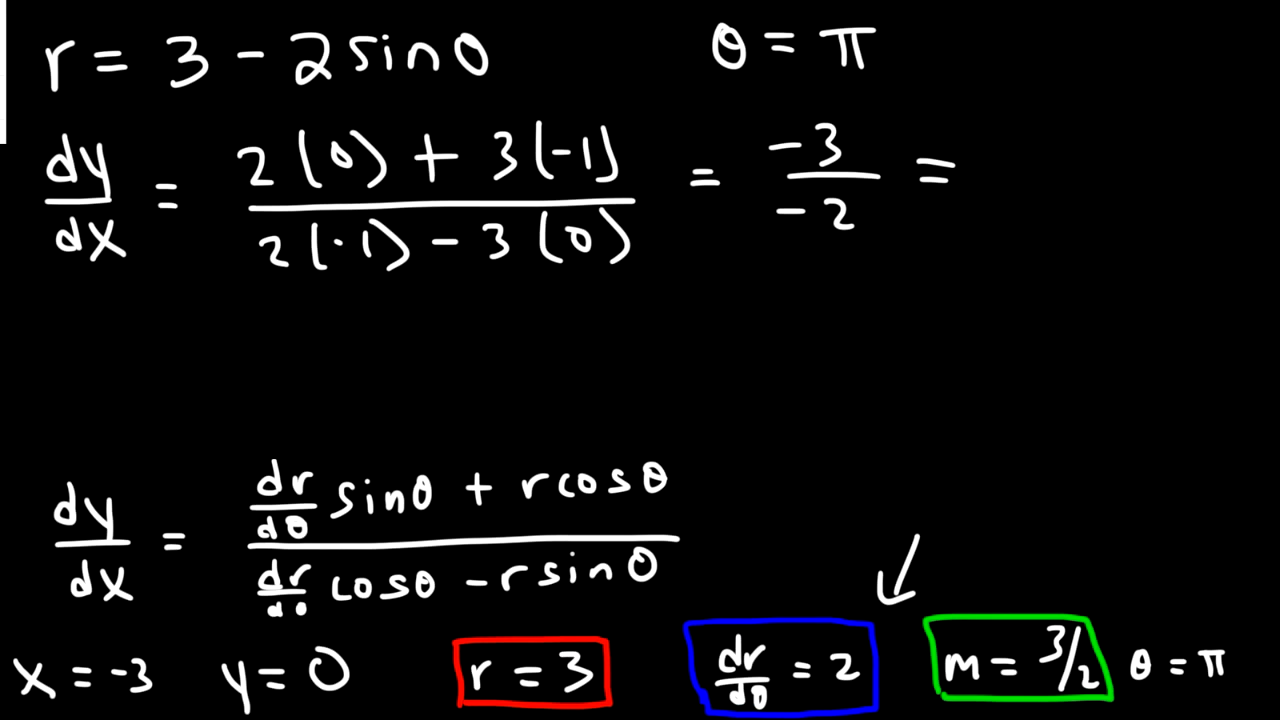 r = 3 - 2sinθ θ = π
dy/dx = (2(0) + 3(-1))/(2(-1) - 3(0)) = -3/-2 =
dy/dx = (dr/dθ sinθ + rcosθ)/(dr/dθ cosθ - rsinθ)
x = -3 y = 0 r = 3 dr/dθ = 2 m = 3/2 θ = π